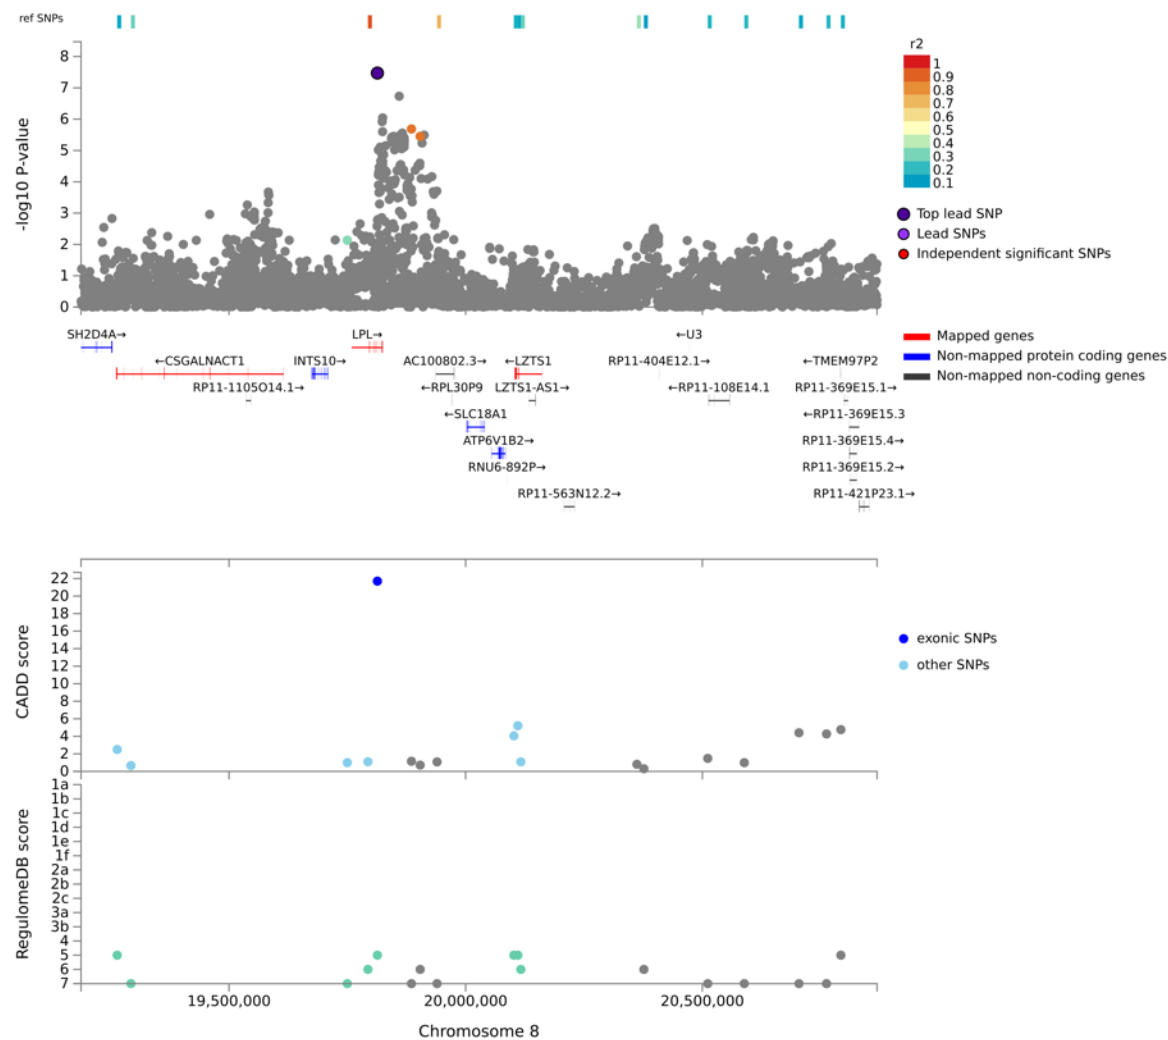 ref SNPs
r2
1
0.9
0.8
0.7
0.6
0.5
0.4
0.3
0.2
0.1
8
7
6
5
4
3
2
1
0
-log10 P-value
Top lead SNP
Lead SNPs
Independent significant SNPs
SH2D4A→
LPL→
←U3
←CSGALNACT1
INTS10→
AC100802.3→
←LZTS1
RP11-404E12.1→
←TMEM97P2
RP11-1105O14.1→
←RPL30P9
LZTS1-AS1→
←RP11-108E14.1
RP11-369E15.1→
←SLC18A1
←RP11-369E15.3
ATP6V1B2→
RP11-369E15.4→
RNU6-892P→
RP11-369E15.2→
RP11-563N12.2→
RP11-421P23.1→
Mapped genes
Non-mapped protein coding genes
Non-mapped non-coding genes
22
20
18
16
14
12
10
8
6
4
2
0
CADD score
exonic SNPs
other SNPs
1a
1b
1c
1d
1e
1f
2a
2b
2c
3a
3b
4
5
6
7
RegulomeDB score
19,500,000
20,000,000
20,500,000
Chromosome 8